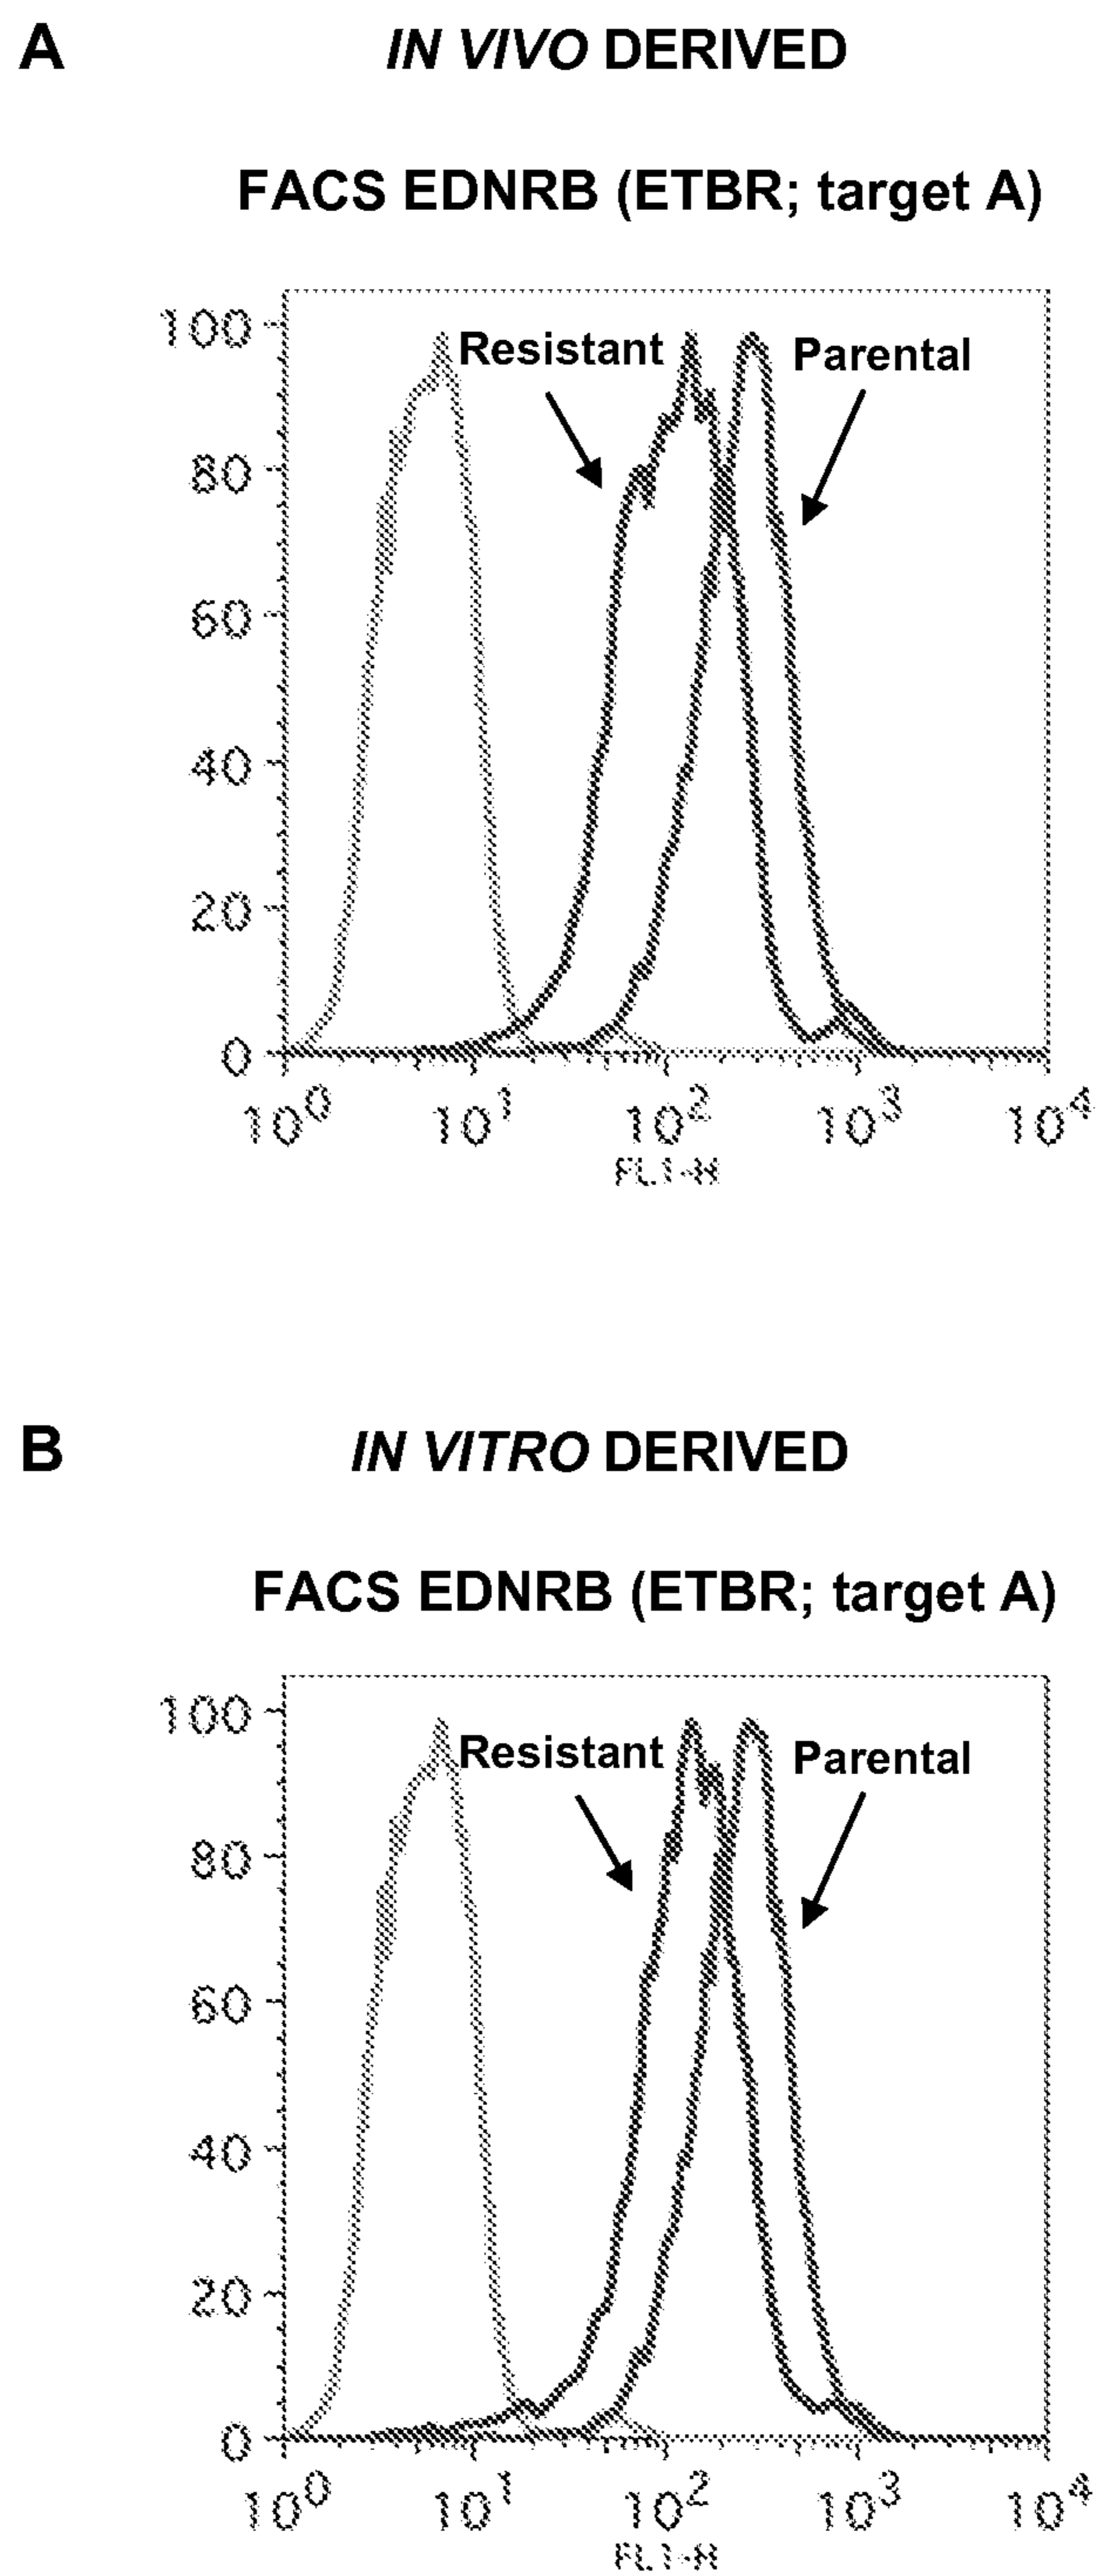 A
IN VIVO DERIVED
FACS EDNRB (ETBR; target A)
100
Resistant
Parental
80
60
40
20
0
10⁰ 10¹ 10² 10³ 10⁴
FL1-H
B
IN VITRO DERIVED
FACS EDNRB (ETBR; target A)
100
Resistant
Parental
80
60
40
20
0
10⁰ 10¹ 10² 10³ 10⁴
FL1-H